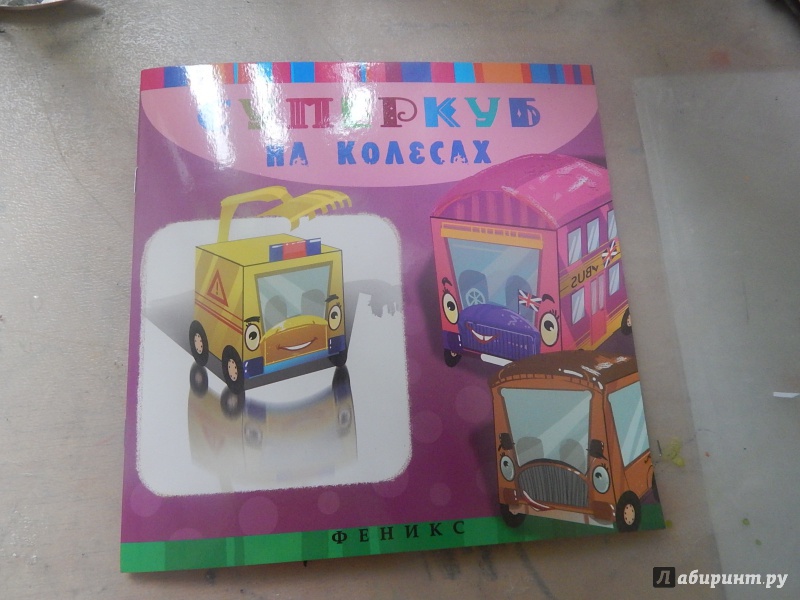 СУПЕРКУБ
НА КОЛЕСАХ
BUS
ФЕНИКС
Лабиринт.ру